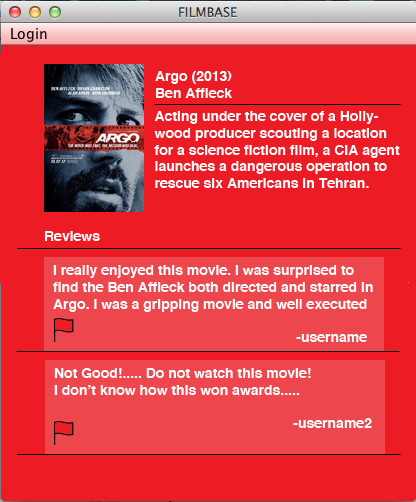 FILMBASE
Login
Argo (2013)
Ben Affleck
Acting under the cover of a Holly-
wood producer scouting a location
for a science fiction film, a CIA agent
launches a dangerous operation to
rescue six Americans in Tehran.
ARGO
Reviews
I really enjoyed this movie. I was surprised to
find the Ben Affleck both directed and starred in
Argo. I was a gripping movie and well executed
-username
Not Good!..... Do not watch this movie!
I don't know how this won awards.....
-username2